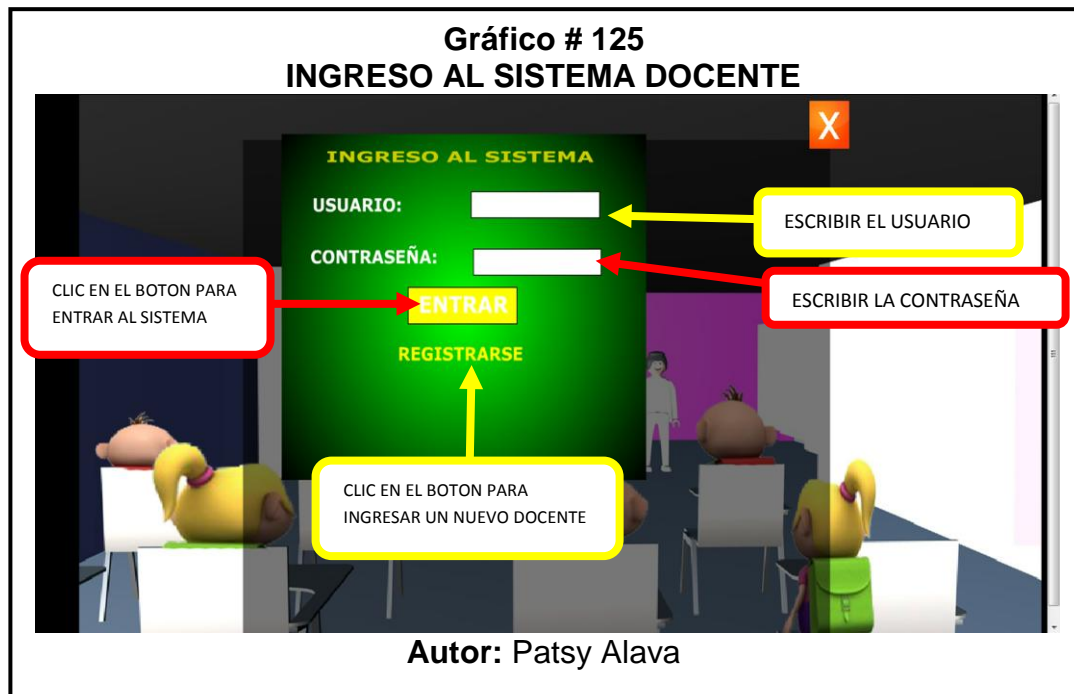 Gráfico # 125
INGRESO AL SISTEMA DOCENTE
X
INGRESO AL SISTEMA
USUARIO:
ESCRIBIR EL USUARIO
CONTRASEÑA:
ESCRIBIR LA CONTRASEÑA
CLIC EN EL BOTON PARA
ENTRAR AL SISTEMA
ENTRAR
REGISTRARSE
CLIC EN EL BOTON PARA
INGRESAR UN NUEVO DOCENTE
Autor: Patsy Alava